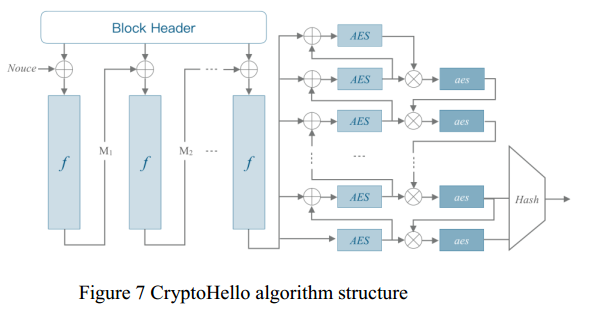 Block Header
Nouce
f
M1
f
M2
...
f
AES
AES
aes
AES
aes
...
AES
aes
Hash
AES
aes
Figure 7 CryptoHello algorithm structure